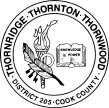 THORNRIDGE · THORNTON · THORNWOOD
KNOWLEDGE
IS
POWER
DISTRICT 205 · COOK COUNTY